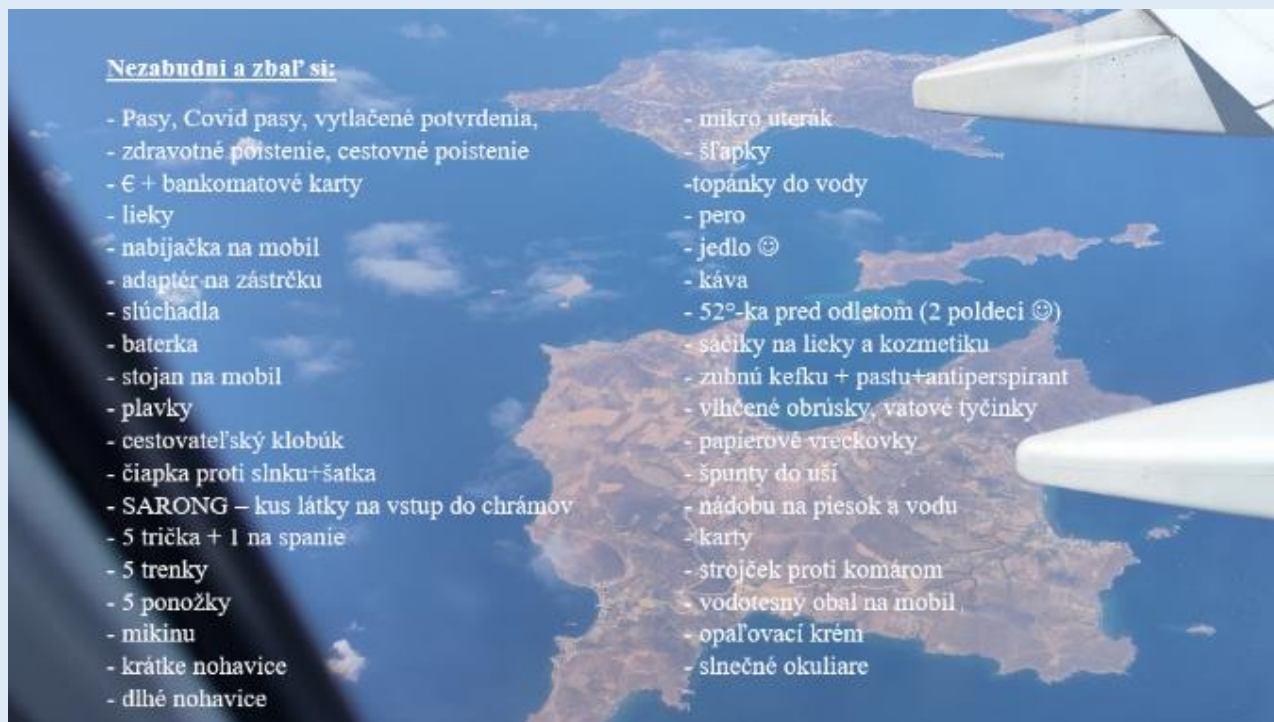 Nezabudni a zbaľ si:
- Pasy, Covid pasy, vytlačené potvrdenia,
- zdravotné poistenie, cestovné poistenie
- € + bankomatové karty
- lieky
- nabíjačka na mobil
- adaptér na zástrčku
- slúchadla
- baterka
- stojan na mobil
- plavky
- cestovateľský klobúk
- čiapka proti slnku+šatka
- SARONG – kus látky na vstup do chrámov
- 5 trička + 1 na spanie
- 5 trenky
- 5 ponožky
- mikinu
- krátke nohavice
- dlhé nohavice
- mikro uterák
- šľapky
-topánky do vody
- pero
- jedlo ☺
- káva
- 52°-ka pred odletom (2 poldeci ☺)
- sáčiky na lieky a kozmetiku
- zubnú kefku + pastu+antiperspirant
- vlhčené obrúsky, vatové tyčinky
- papierové vreckovky
- špunty do uší
- nádobu na piesok a vodu
- karty
- strojček proti komárom
- vodotesný obal na mobil
- opaľovací krém
- slnečné okuliare